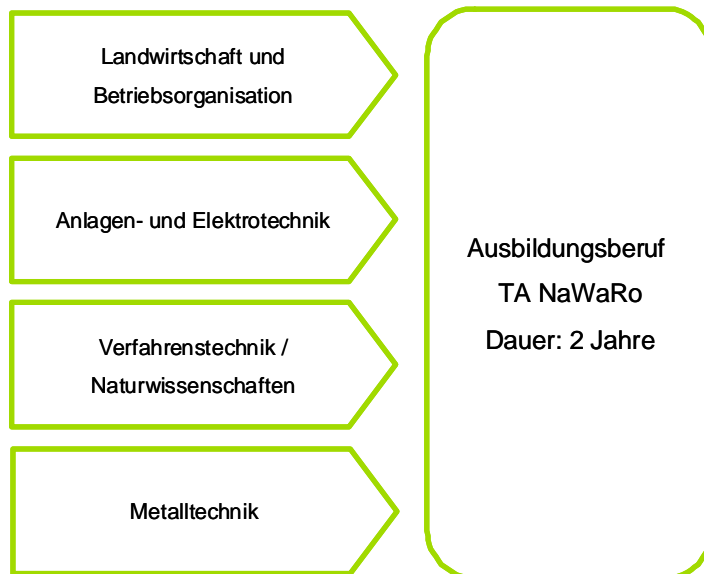 Landwirtschaft und
Betriebsorganisation
Anlagen- und Elektrotechnik
Verfahrenstechnik /
Naturwissenschaften
Metalltechnik
Ausbildungsberuf
TA NaWaRo
Dauer: 2 Jahre